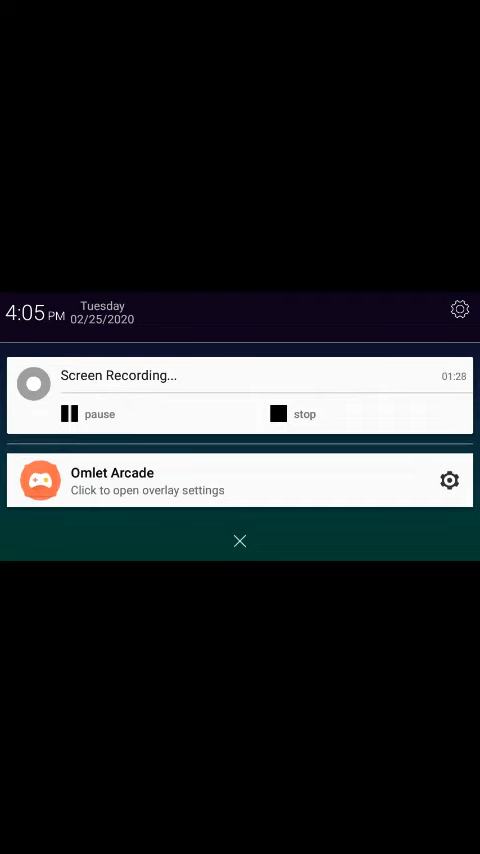 4:05 PM
Tuesday
02/25/2020
Screen Recording...
01:28
pause
stop
Omlet Arcade
Click to open overlay settings